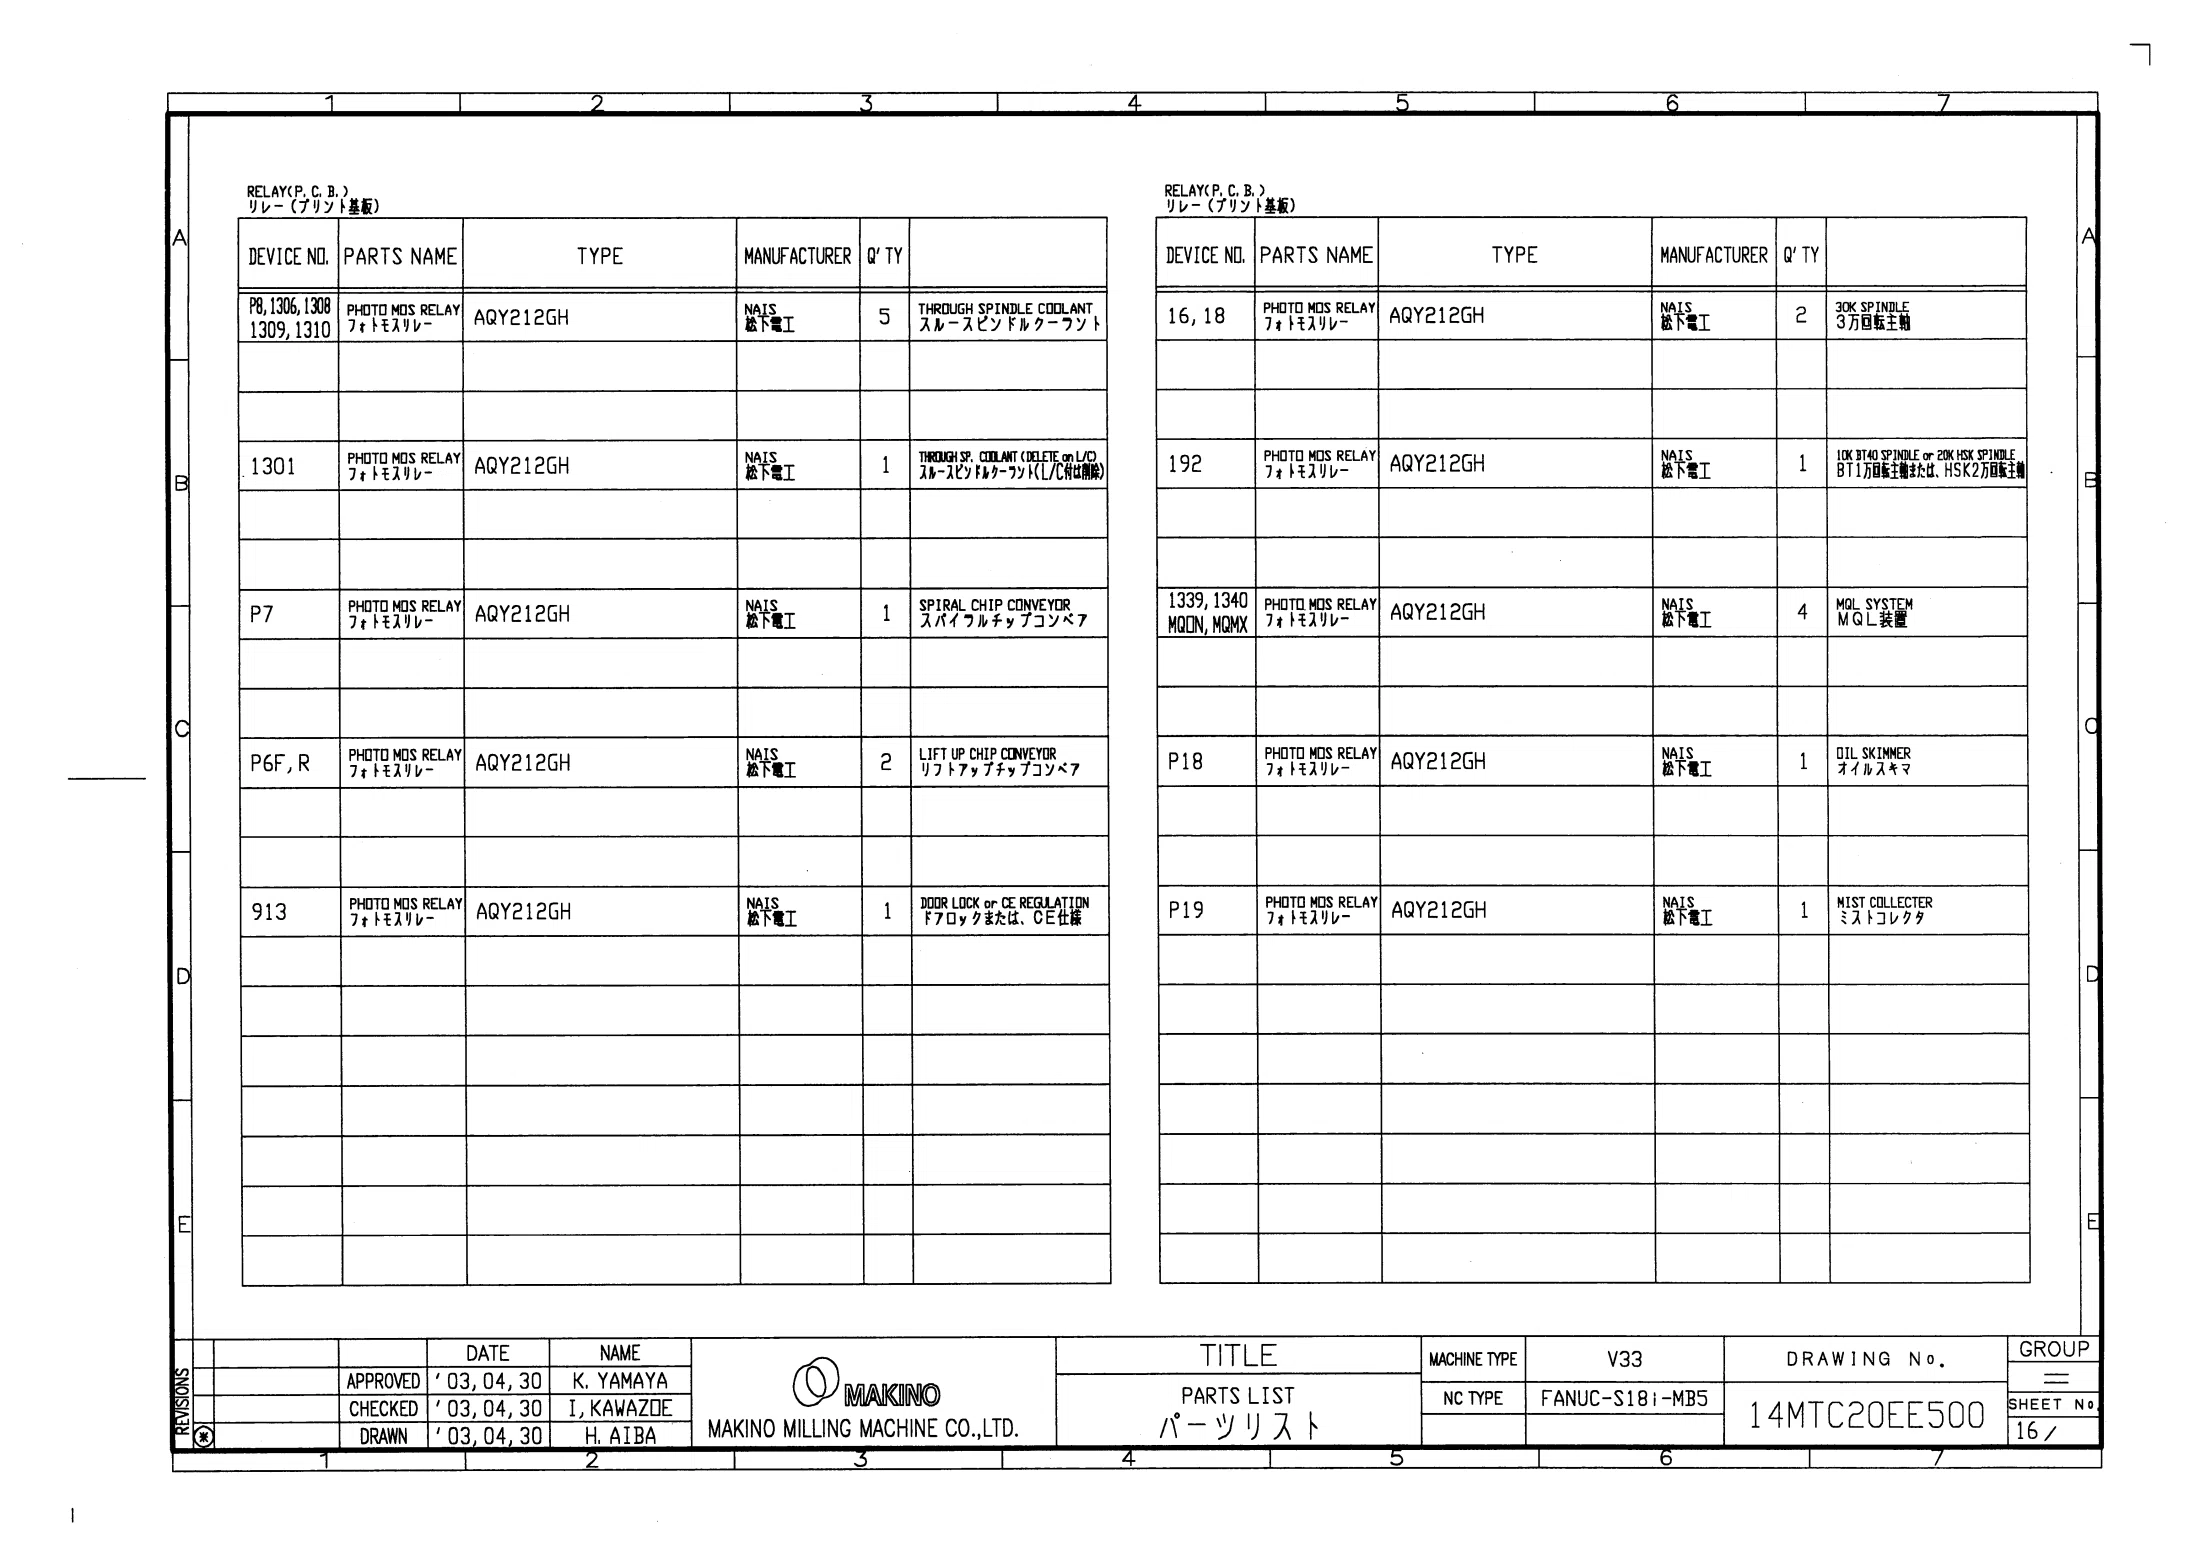 1 2 3 4 5 6 7
A A
B B
C C
D D
E E
RELAY(P. C. B.)
リレー(プリント基板)
DEVICE NO. PARTS NAME TYPE MANUFACTURER Q'TY
P8, 1306, 1308
1309, 1310
PHOTO MOS RELAY
フォトモスリレー
AQY212GH
NAIS
松下電工
5
THROUGH SPINDLE COOLANT
スルースピンドルクーラント
1301
PHOTO MOS RELAY
フォトモスリレー
AQY212GH
NAIS
松下電工
1
THROUGH SP. COOLANT (DELETE on L/C)
スルースピンドルクーラント(L/C付は削除)
P7
PHOTO MOS RELAY
フォトモスリレー
AQY212GH
NAIS
松下電工
1
SPIRAL CHIP CONVEYOR
スパイラルチップコンベア
P6F, R
PHOTO MOS RELAY
フォトモスリレー
AQY212GH
NAIS
松下電工
2
LIFT UP CHIP CONVEYOR
リフトアップチップコンベア
913
PHOTO MOS RELAY
フォトモスリレー
AQY212GH
NAIS
松下電工
1
DOOR LOCK or CE REGULATION
ドアロックまたは、CE仕様
RELAY(P. C. B.)
リレー(プリント基板)
DEVICE NO. PARTS NAME TYPE MANUFACTURER Q'TY
16, 18
PHOTO MOS RELAY
フォトモスリレー
AQY212GH
NAIS
松下電工
2
30K SPINDLE
3万回転主軸
192
PHOTO MOS RELAY
フォトモスリレー
AQY212GH
NAIS
松下電工
1
10K BT40 SPINDLE or 20K HSK SPINDLE
BT1万回転主軸または、HSK2万回転主軸
1339, 1340
MQON, MQMX
PHOTO MOS RELAY
フォトモスリレー
AQY212GH
NAIS
松下電工
4
MQL SYSTEM
MQL装置
P18
PHOTO MOS RELAY
フォトモスリレー
AQY212GH
NAIS
松下電工
1
OIL SKIMMER
オイルスキマ
P19
PHOTO MOS RELAY
フォトモスリレー
AQY212GH
NAIS
松下電工
1
MIST COLLECTER
ミストコレクタ
REVISIONS
DATE NAME
APPROVED '03, 04, 30 K. YAMAYA
CHECKED '03, 04, 30 I, KAWAZOE
DRAWN '03, 04, 30 H. AIBA
MAKINO
MAKINO MILLING MACHINE CO.,LTD.
TITLE
PARTS LIST
パーツリスト
MACHINE TYPE V33
NC TYPE FANUC-S18i-MB5
DRAWING No.
14MTC20EE500
GROUP
=
SHEET No.
16/
1 2 3 4 5 6 7